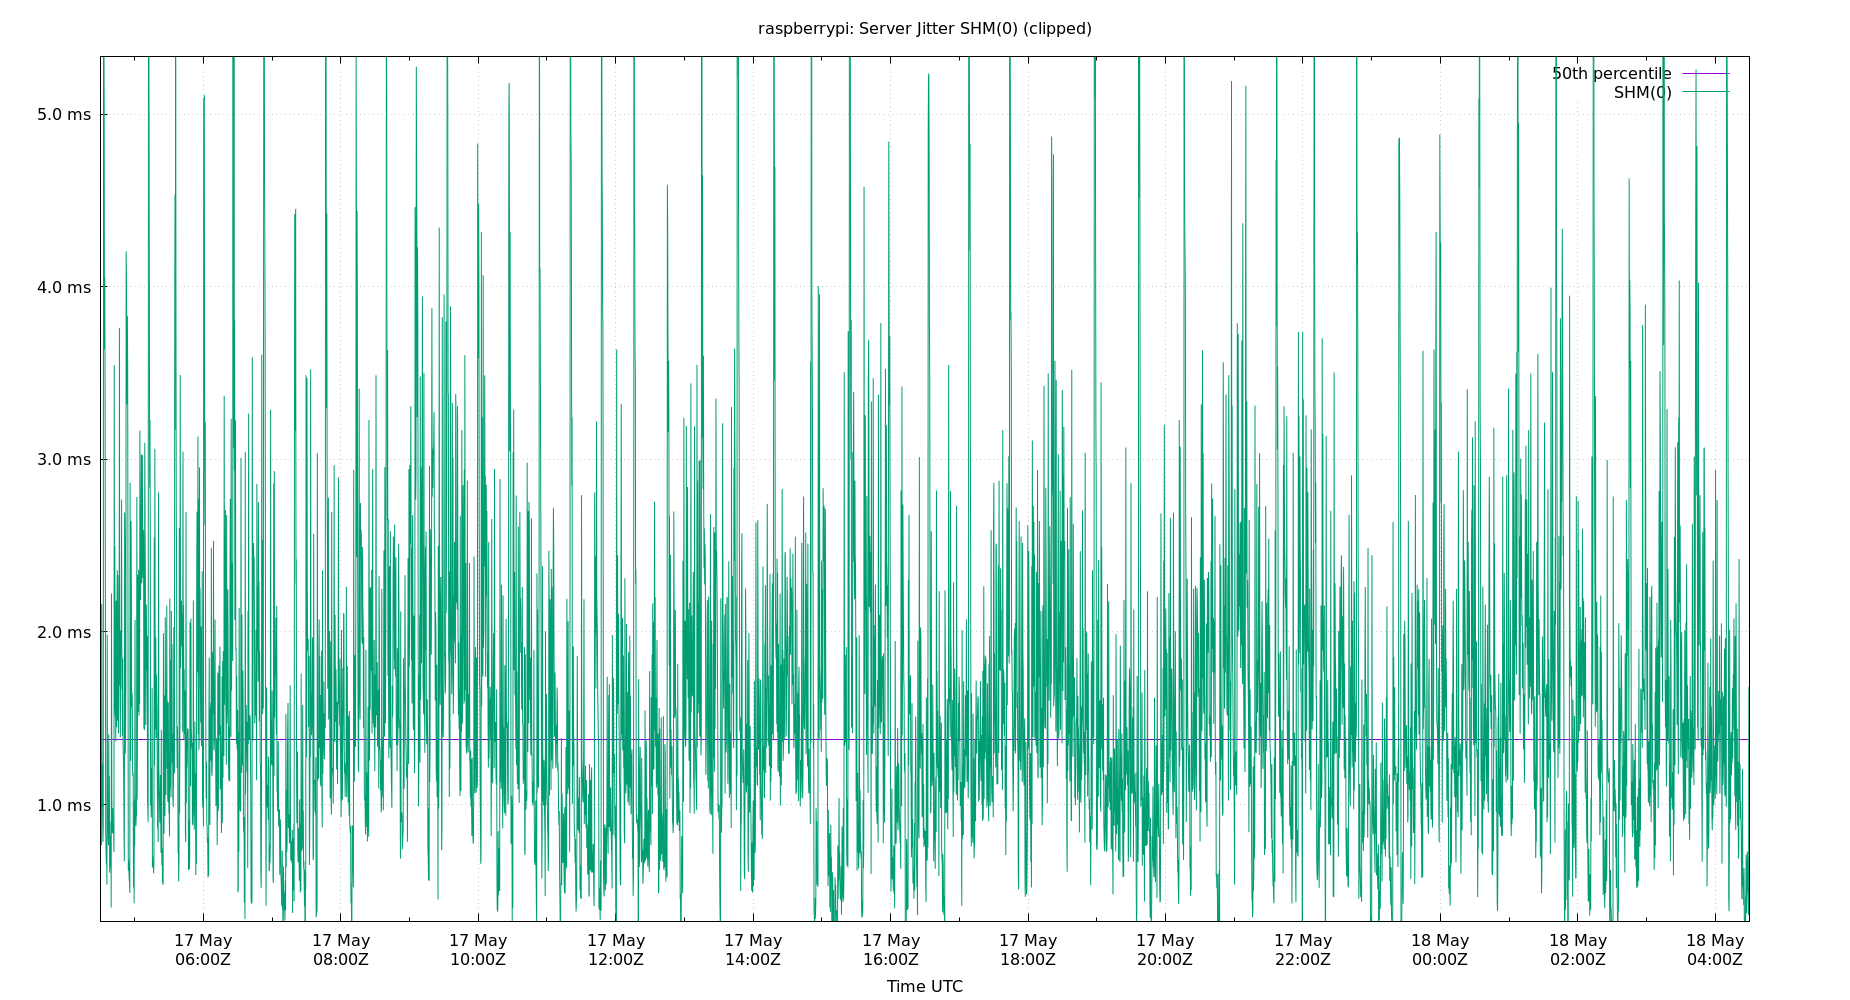 raspberrypi: Server Jitter SHM(0) (clipped)
50th percentile
SHM(0)
5.0 ms
4.0 ms
3.0 ms
2.0 ms
1.0 ms
17 May 17 May 17 May 17 May 17 May 17 May 17 May 17 May 17 May 18 May 18 May 18 May
06:00Z 08:00Z 10:00Z 12:00Z 14:00Z 16:00Z 18:00Z 20:00Z 22:00Z 00:00Z 02:00Z 04:00Z
Time UTC